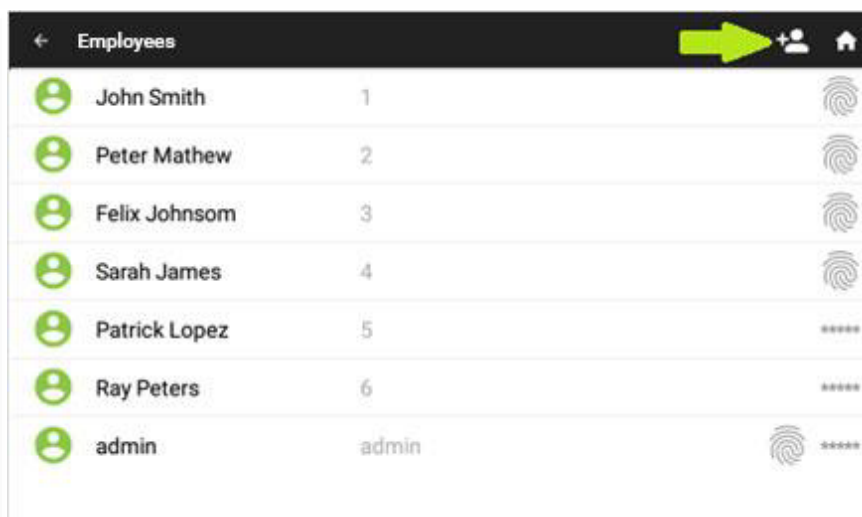 Employees
John Smith 1
Peter Mathew 2
Felix Johnsom 3
Sarah James 4
Patrick Lopez 5 *****
Ray Peters 6 *****
admin admin *****